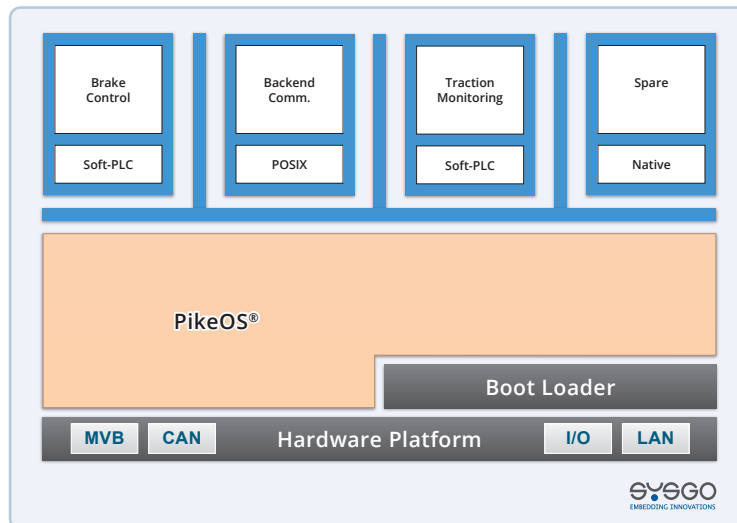 Brake
Control
Backend
Comm.
Traction
Monitoring
Spare
Soft-PLC
POSIX
Soft-PLC
Native
PikeOS®
Boot Loader
MVB
CAN
Hardware Platform
I/O
LAN
SYSGO
EMBEDDING INNOVATIONS